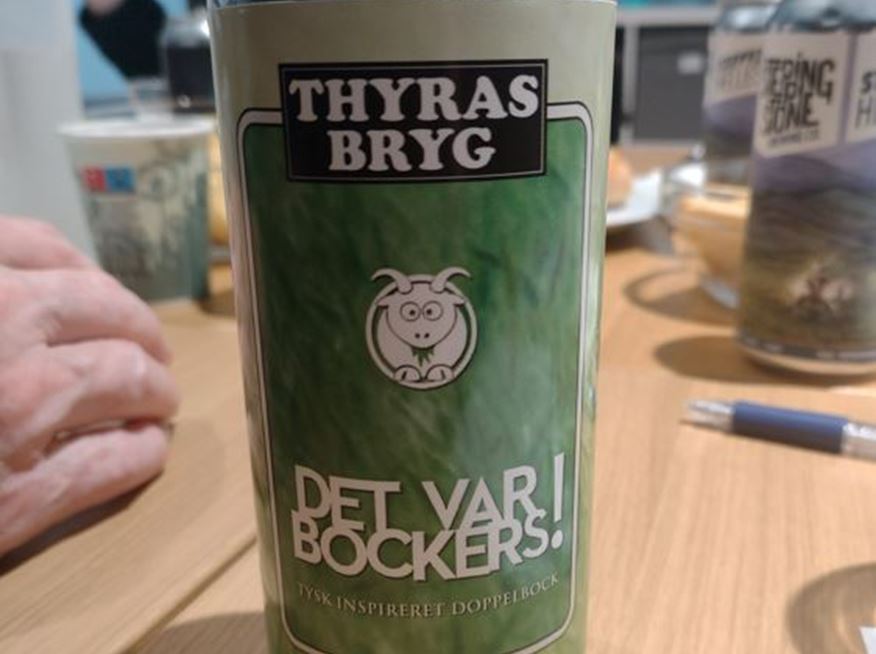 THYRAS
BRYG
DET VAR
BOCKERS!
TYSK INSPIRERET DOPPELBOCK